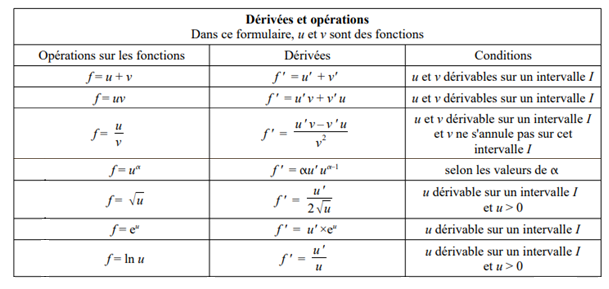 Dérivées et opérations
Dans ce formulaire, u et v sont des fonctions
Opérations sur les fonctions Dérivées Conditions
f = u + v f ' = u' + v' u et v dérivables sur un intervalle I
f = uv f ' = u' v + v' u u et v dérivables sur un intervalle I
f = u/v f ' = (u ' v – v ' u)/v² u et v dérivable sur un intervalle I
et v ne s'annule pas sur cet
intervalle I
f = u^α f ' = αu' u^(α–1) selon les valeurs de α
f = √u f ' = u '/(2√u) u dérivable sur un intervalle I
et u > 0
f = e^u f ' = u' × e^u u dérivable sur un intervalle I
f = ln u f ' = u '/u u dérivable sur un intervalle I
et u > 0